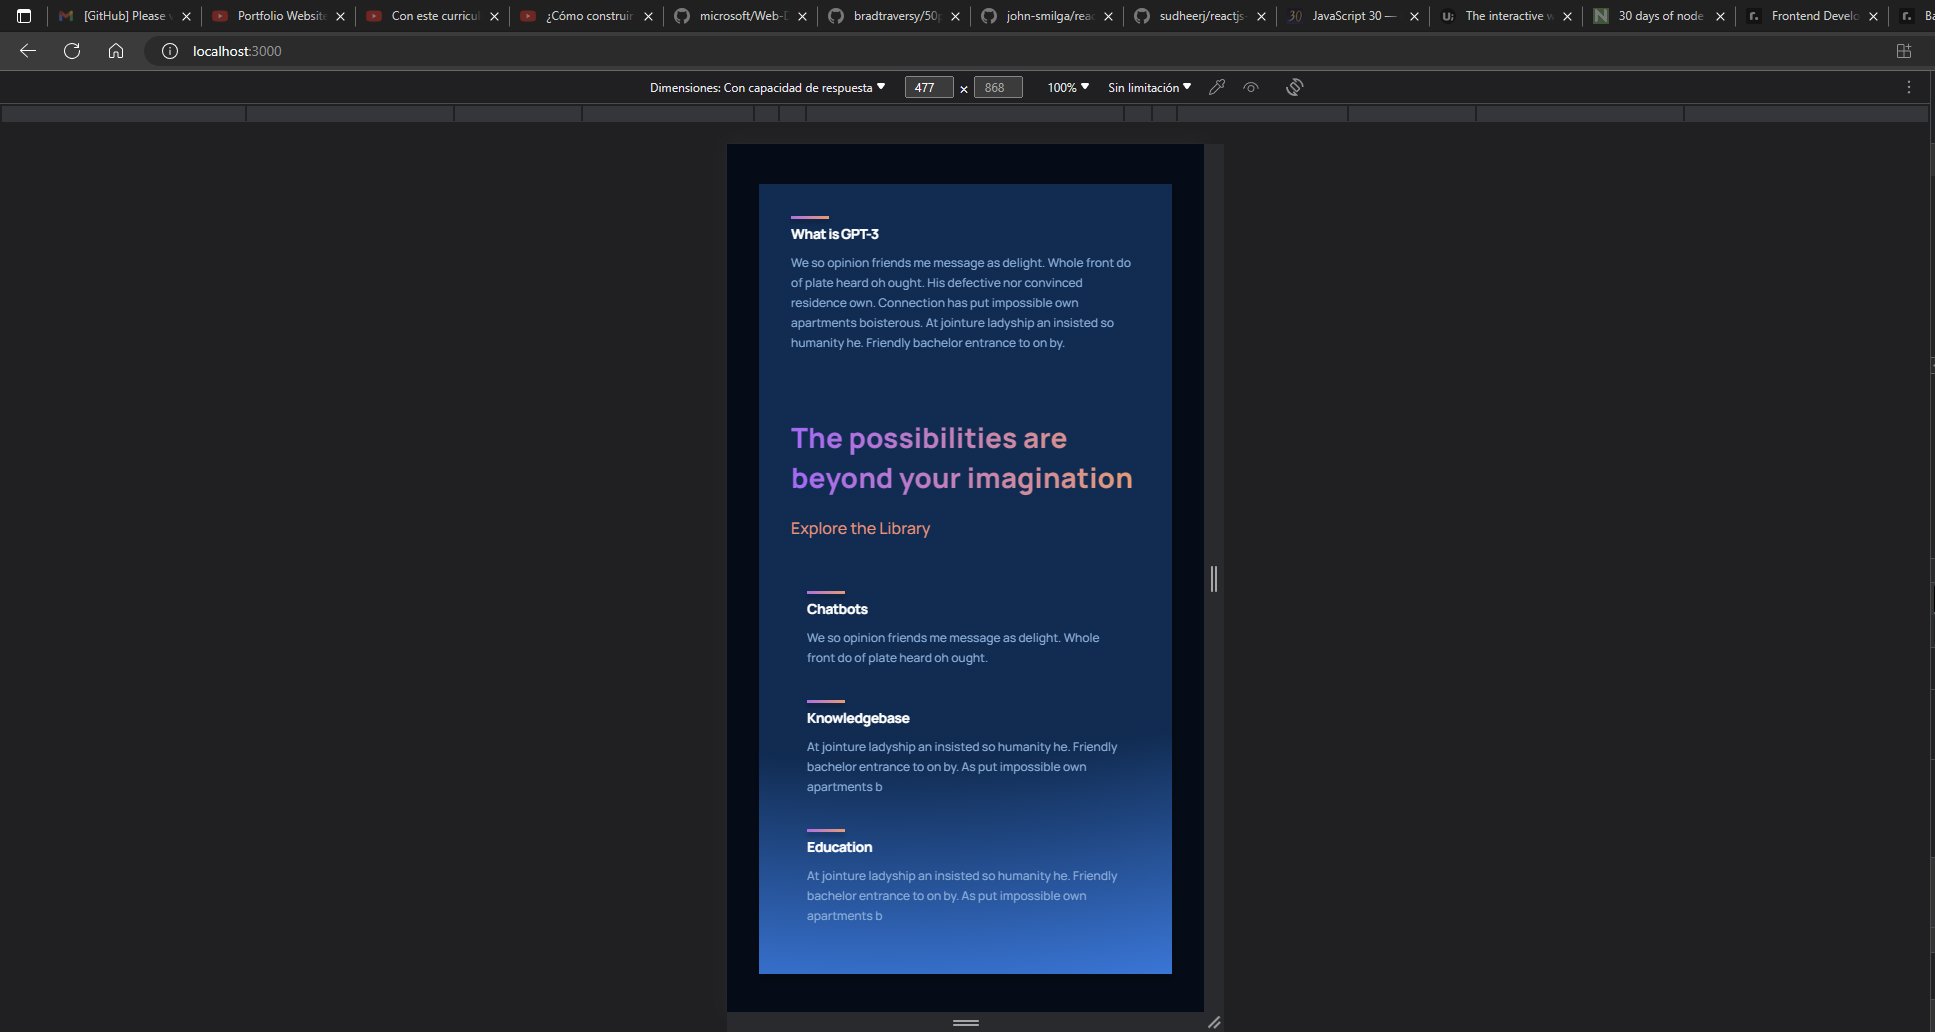 [GitHub] Please
Portfolio Website
Con este curricul
¿Cómo construir
microsoft/Web-D
bradtraversy/50p
john-smilga/reac
sudheerj/reactjs-
30 JavaScript 30 —
U; The interactive w
N 30 days of node
r. Frontend Develo
r. Ba
localhost:3000
Dimensiones: Con capacidad de respuesta 477 × 868 100% Sin limitación
What is GPT-3
We so opinion friends me message as delight. Whole front do
of plate heard oh ought. His defective nor convinced
residence own. Connection has put impossible own
apartments boisterous. At jointure ladyship an insisted so
humanity he. Friendly bachelor entrance to on by.
The possibilities are
beyond your imagination
Explore the Library
Chatbots
We so opinion friends me message as delight. Whole
front do of plate heard oh ought.
Knowledgebase
At jointure ladyship an insisted so humanity he. Friendly
bachelor entrance to on by. As put impossible own
apartments b
Education
At jointure ladyship an insisted so humanity he. Friendly
bachelor entrance to on by. As put impossible own
apartments b